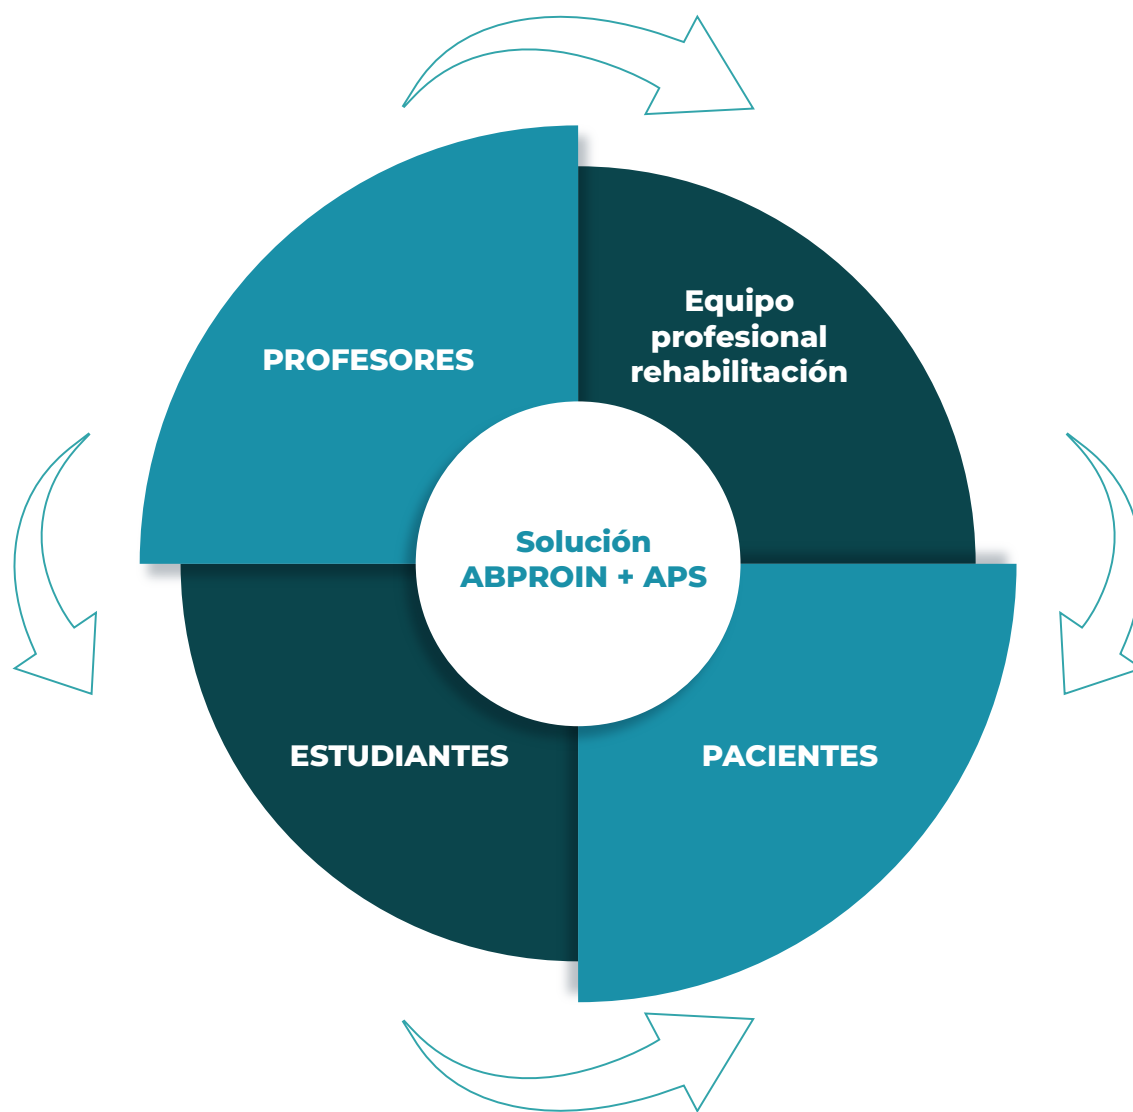 PROFESORES
Equipo
profesional
rehabilitación
Solución
ABPROIN + APS
ESTUDIANTES
PACIENTES